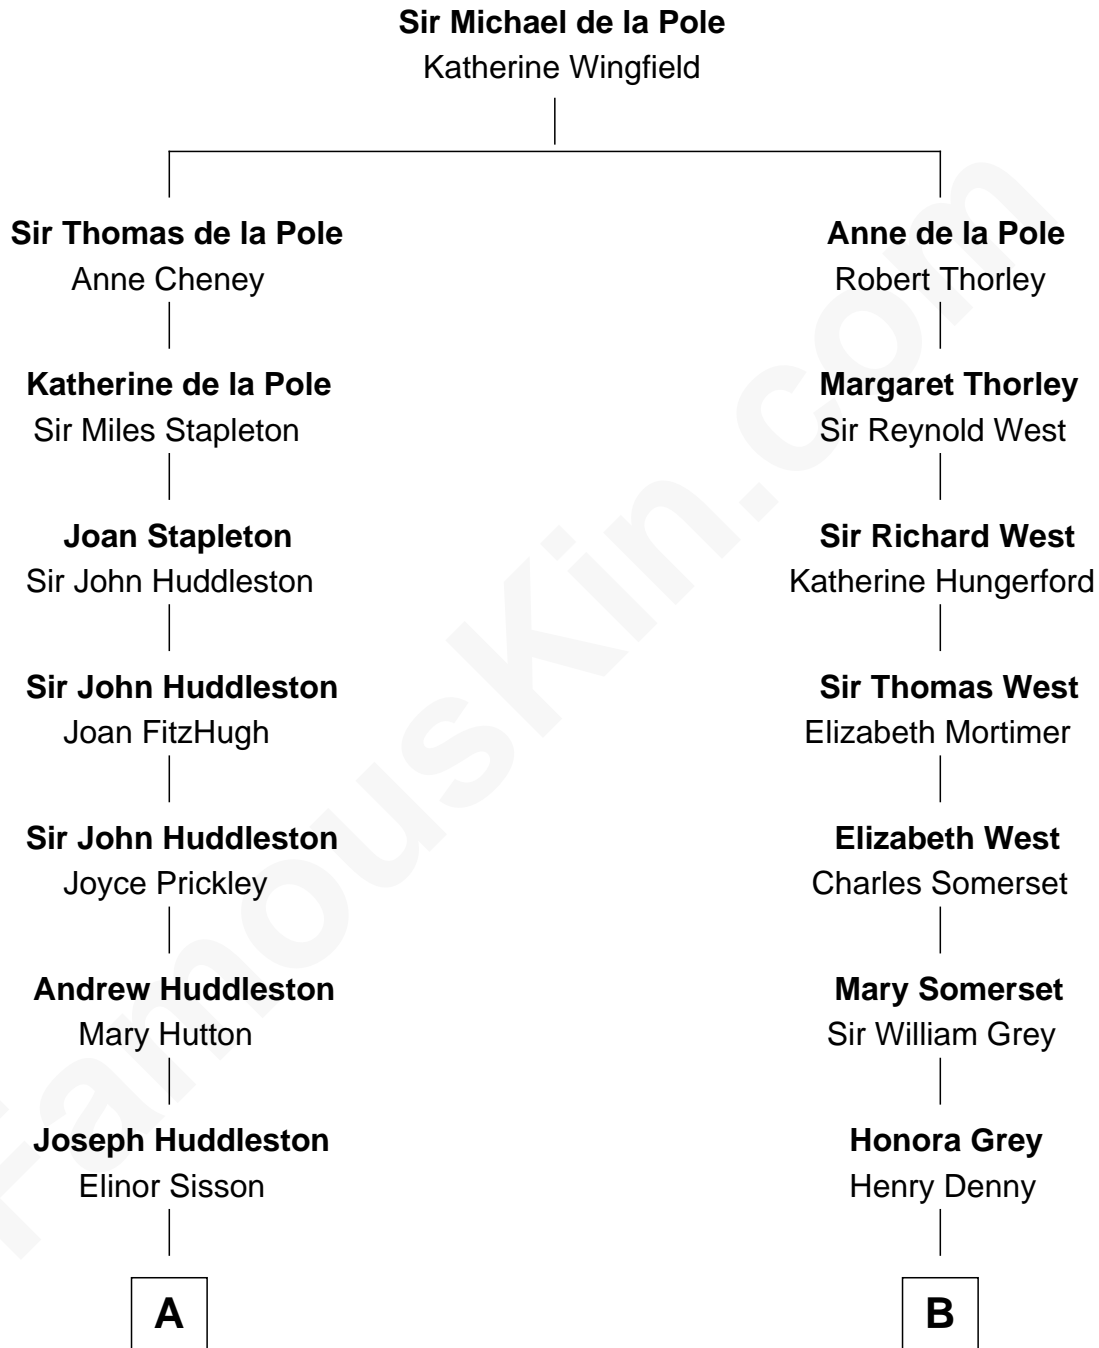 Sir Michael de la Pole
Katherine Wingfield
Sir Thomas de la Pole
Anne Cheney
Katherine de la Pole
Sir Miles Stapleton
Joan Stapleton
Sir John Huddleston
Sir John Huddleston
Joan FitzHugh
Sir John Huddleston
Joyce Prickley
Andrew Huddleston
Mary Hutton
Joseph Huddleston
Elinor Sisson
A
Anne de la Pole
Robert Thorley
Margaret Thorley
Sir Reynold West
Sir Richard West
Katherine Hungerford
Sir Thomas West
Elizabeth Mortimer
Elizabeth West
Charles Somerset
Mary Somerset
Sir William Grey
Honora Grey
Henry Denny
B
FamousKin.com